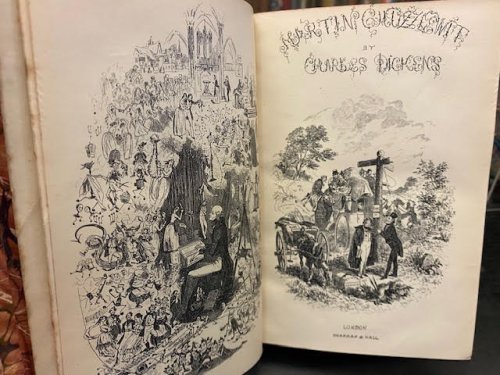 MARTIN CHUZZLEWIT
BY
CHARLES DICKENS
LONDON
CHAPMAN & HALL